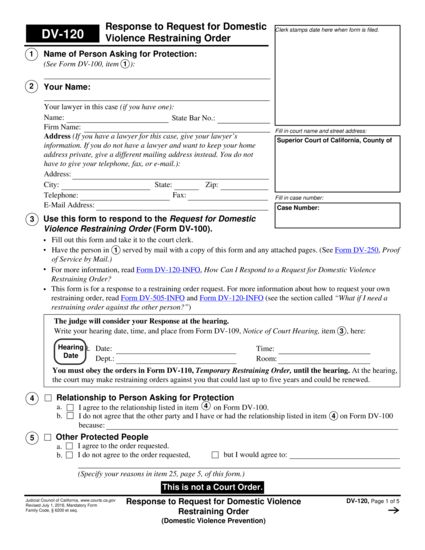 DV-120
Response to Request for Domestic
Violence Restraining Order
Clerk stamps date here when form is filed.
1 Name of Person Asking for Protection:
(See Form DV-100, item 1):
2 Your Name:
Your lawyer in this case (if you have one):
Name: State Bar No.:
Firm Name:
Address (If you have a lawyer for this case, give your lawyer's
information. If you do not have a lawyer and want to keep your home
address private, give a different mailing address instead. You do not
have to give your telephone, fax, or e-mail.):
Address:
City: State: Zip:
Telephone: Fax:
E-Mail Address:
Fill in court name and street address:
Superior Court of California, County of
Fill in case number:
Case Number:
3 Use this form to respond to the Request for Domestic
Violence Restraining Order (Form DV-100).
• Fill out this form and take it to the court clerk.
• Have the person in 1 served by mail with a copy of this form and any attached pages. (See Form DV-250, Proof
of Service by Mail.)
• For more information, read Form DV-120-INFO, How Can I Respond to a Request for Domestic Violence
Restraining Order?
• This form is for a response to a restraining order request. For more information about how to request your own
restraining order, read Form DV-505-INFO and Form DV-120-INFO (see the section called "What if I need a
restraining order against the other person?")
The judge will consider your Response at the hearing.
Write your hearing date, time, and place from Form DV-109, Notice of Court Hearing, item 3, here:
Hearing Date: Time:
Date Dept.: Room:
You must obey the orders in Form DV-110, Temporary Restraining Order, until the hearing. At the hearing,
the court may make restraining orders against you that could last up to five years and could be renewed.
4 Relationship to Person Asking for Protection
a. I agree to the relationship listed in item 4 on Form DV-100.
b. I do not agree that the other party and I have or had the relationship listed in item 4 on Form DV-100
because:
5 Other Protected People
a. I agree to the order requested.
b. I do not agree to the order requested, but I would agree to:
(Specify your reasons in item 25, page 5, of this form.)
This is not a Court Order.
Judicial Council of California, www.courts.ca.gov
Revised July 1, 2016, Mandatory Form
Family Code, § 6200 et seq.
Response to Request for Domestic Violence
Restraining Order
(Domestic Violence Prevention)
DV-120, Page 1 of 5